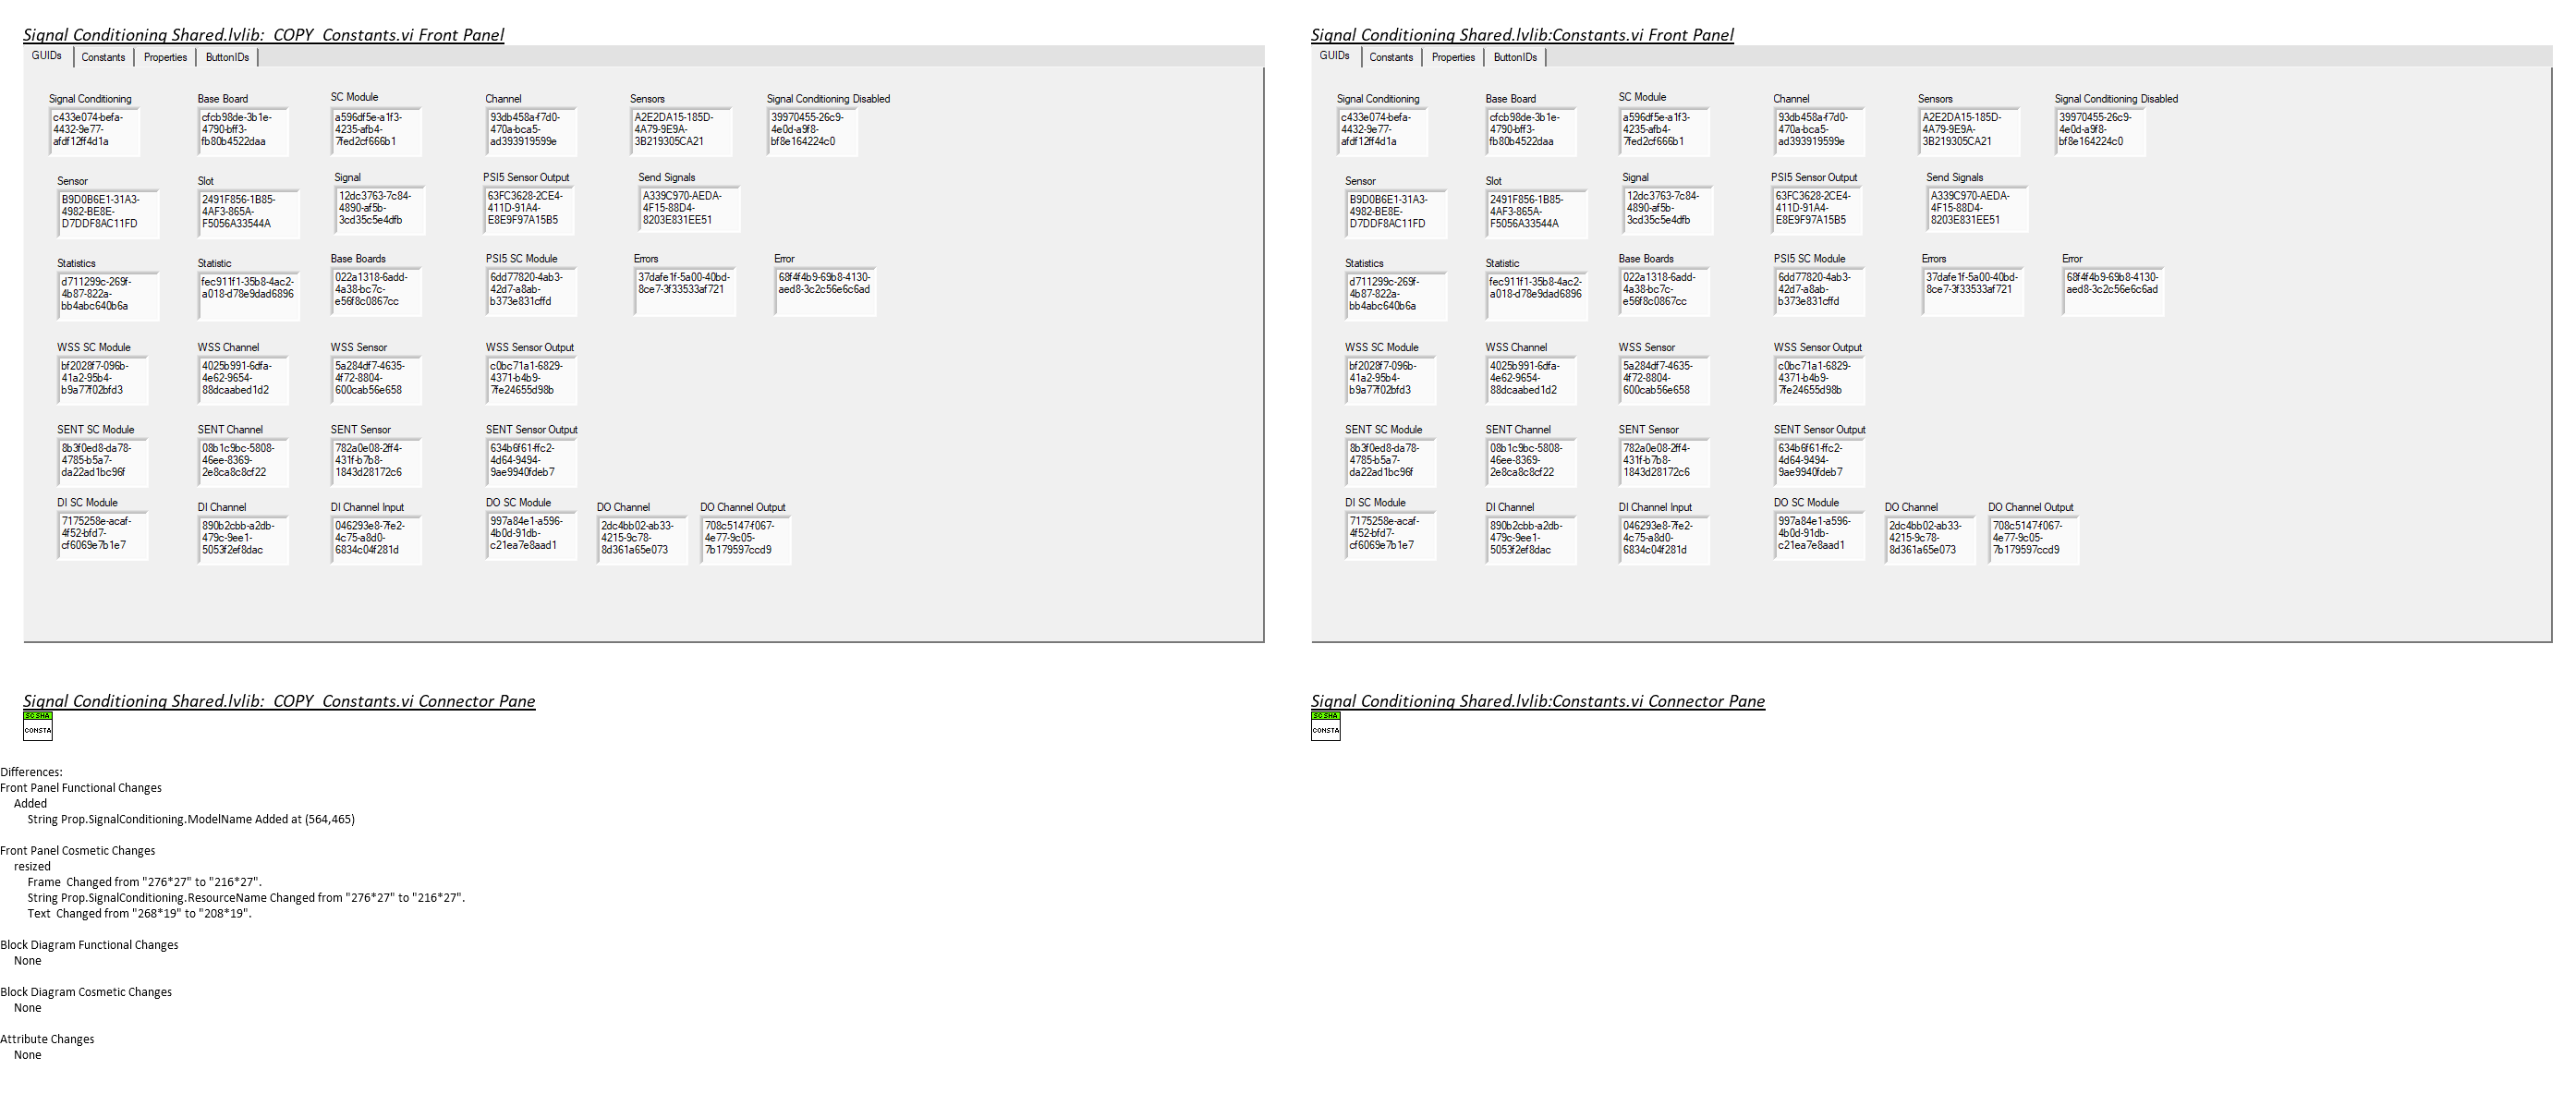 Signal Conditioning Shared.lvlib:_COPY_Constants.vi Front Panel
GUIDs Constants Properties ButtonIDs
Signal Conditioning Base Board SC Module Channel Sensors Signal Conditioning Disabled
c433e074-befa- cfcb98de-3b1e- a596df5e-a1f3- 93db458a-f7d0- A2E2DA15-185D- 39970455-26c9-
4432-9e77- 4790-bff3- 4235-afb4- 470a-bca5- 4A79-9E9A- 4e0d-a9f8-
afdf12ff4d1a fb80b4522daa 7fed2cf666b1 ad393919599e 3B219305CA21 bf8e164224c0
Sensor Slot Signal PSI5 Sensor Output Send Signals
B9D0B6E1-31A3- 2491F856-1B85- 12dc3763-7c84- 63FC3628-2CE4- A339C970-AEDA-
4982-BE8E- 4AF3-865A- 4890-af5b- 411D-91A4- 4F15-88D4-
D7DDF8AC11FD F5056A33544A 3cd35c5e4dfb E8E9F97A15B5 8203E831EE51
Statistics Statistic Base Boards PSI5 SC Module Errors Error
d711299c-269f- fec911f1-35b8-4ac2- 022a1318-6add- 6dd77820-4ab3- 37dafe1f-5a00-40bd- 68f4f4b9-69b8-4130-
4b87-822a- a018-d78e9dad6896 4a38-bc7c- 42d7-a8ab- 8ce7-3f33533af721 aed8-3c2c56e6c6ad
bb4abc640b6a e56f8c0867cc b373e831cffd
WSS SC Module WSS Channel WSS Sensor WSS Sensor Output
bf2028f7-096b- 4025b991-6dfa- 5a284df7-4635- c0bc71a1-6829-
41a2-95b4- 4e62-9654- 4f72-8804- 4371-b4b9-
b9a77f02bfd3 88dcaabed1d2 600cab56e658 7fe24655d98b
SENT SC Module SENT Channel SENT Sensor SENT Sensor Output
8b3f0ed8-da78- 08b1c9bc-5808- 782a0e08-2ff4- 634b6f61-ffc2-
4785-b5a7- 46ee-8369- 431f-b7b8- 4d64-9494-
da22ad1bc96f 2e8ca8c8cf22 1843d28172c6 9ae9940fdeb7
DI SC Module DI Channel DI Channel Input DO SC Module DO Channel DO Channel Output
7175258e-acaf- 890b2cbb-a2db- 046293e8-7fe2- 997a84e1-a596- 2dc4bb02-ab33- 708c5147-f067-
4f52-bfd7- 479c-9ee1- 4c75-a8d0- 4b0d-91db- 4215-9c78- 4e77-9c05-
cf6069e7b1e7 5053f2ef8dac 6834c04f281d c21ea7e8aad1 8d361a65e073 7b179597ccd9
Signal Conditioning Shared.lvlib:Constants.vi Front Panel
GUIDs Constants Properties ButtonIDs
Signal Conditioning Base Board SC Module Channel Sensors Signal Conditioning Disabled
c433e074-befa- cfcb98de-3b1e- a596df5e-a1f3- 93db458a-f7d0- A2E2DA15-185D- 39970455-26c9-
4432-9e77- 4790-bff3- 4235-afb4- 470a-bca5- 4A79-9E9A- 4e0d-a9f8-
afdf12ff4d1a fb80b4522daa 7fed2cf666b1 ad393919599e 3B219305CA21 bf8e164224c0
Sensor Slot Signal PSI5 Sensor Output Send Signals
B9D0B6E1-31A3- 2491F856-1B85- 12dc3763-7c84- 63FC3628-2CE4- A339C970-AEDA-
4982-BE8E- 4AF3-865A- 4890-af5b- 411D-91A4- 4F15-88D4-
D7DDF8AC11FD F5056A33544A 3cd35c5e4dfb E8E9F97A15B5 8203E831EE51
Statistics Statistic Base Boards PSI5 SC Module Errors Error
d711299c-269f- fec911f1-35b8-4ac2- 022a1318-6add- 6dd77820-4ab3- 37dafe1f-5a00-40bd- 68f4f4b9-69b8-4130-
4b87-822a- a018-d78e9dad6896 4a38-bc7c- 42d7-a8ab- 8ce7-3f33533af721 aed8-3c2c56e6c6ad
bb4abc640b6a e56f8c0867cc b373e831cffd
WSS SC Module WSS Channel WSS Sensor WSS Sensor Output
bf2028f7-096b- 4025b991-6dfa- 5a284df7-4635- c0bc71a1-6829-
41a2-95b4- 4e62-9654- 4f72-8804- 4371-b4b9-
b9a77f02bfd3 88dcaabed1d2 600cab56e658 7fe24655d98b
SENT SC Module SENT Channel SENT Sensor SENT Sensor Output
8b3f0ed8-da78- 08b1c9bc-5808- 782a0e08-2ff4- 634b6f61-ffc2-
4785-b5a7- 46ee-8369- 431f-b7b8- 4d64-9494-
da22ad1bc96f 2e8ca8c8cf22 1843d28172c6 9ae9940fdeb7
DI SC Module DI Channel DI Channel Input DO SC Module DO Channel DO Channel Output
7175258e-acaf- 890b2cbb-a2db- 046293e8-7fe2- 997a84e1-a596- 2dc4bb02-ab33- 708c5147-f067-
4f52-bfd7- 479c-9ee1- 4c75-a8d0- 4b0d-91db- 4215-9c78- 4e77-9c05-
cf6069e7b1e7 5053f2ef8dac 6834c04f281d c21ea7e8aad1 8d361a65e073 7b179597ccd9
Signal Conditioning Shared.lvlib:_COPY_Constants.vi Connector Pane
SC SHA
CONSTA
Signal Conditioning Shared.lvlib:Constants.vi Connector Pane
SC SHA
CONSTA
Differences:
Front Panel Functional Changes
Added
String Prop.SignalConditioning.ModelName Added at (564,465)
Front Panel Cosmetic Changes
resized
Frame Changed from "276*27" to "216*27".
String Prop.SignalConditioning.ResourceName Changed from "276*27" to "216*27".
Text Changed from "268*19" to "208*19".
Block Diagram Functional Changes
None
Block Diagram Cosmetic Changes
None
Attribute Changes
None